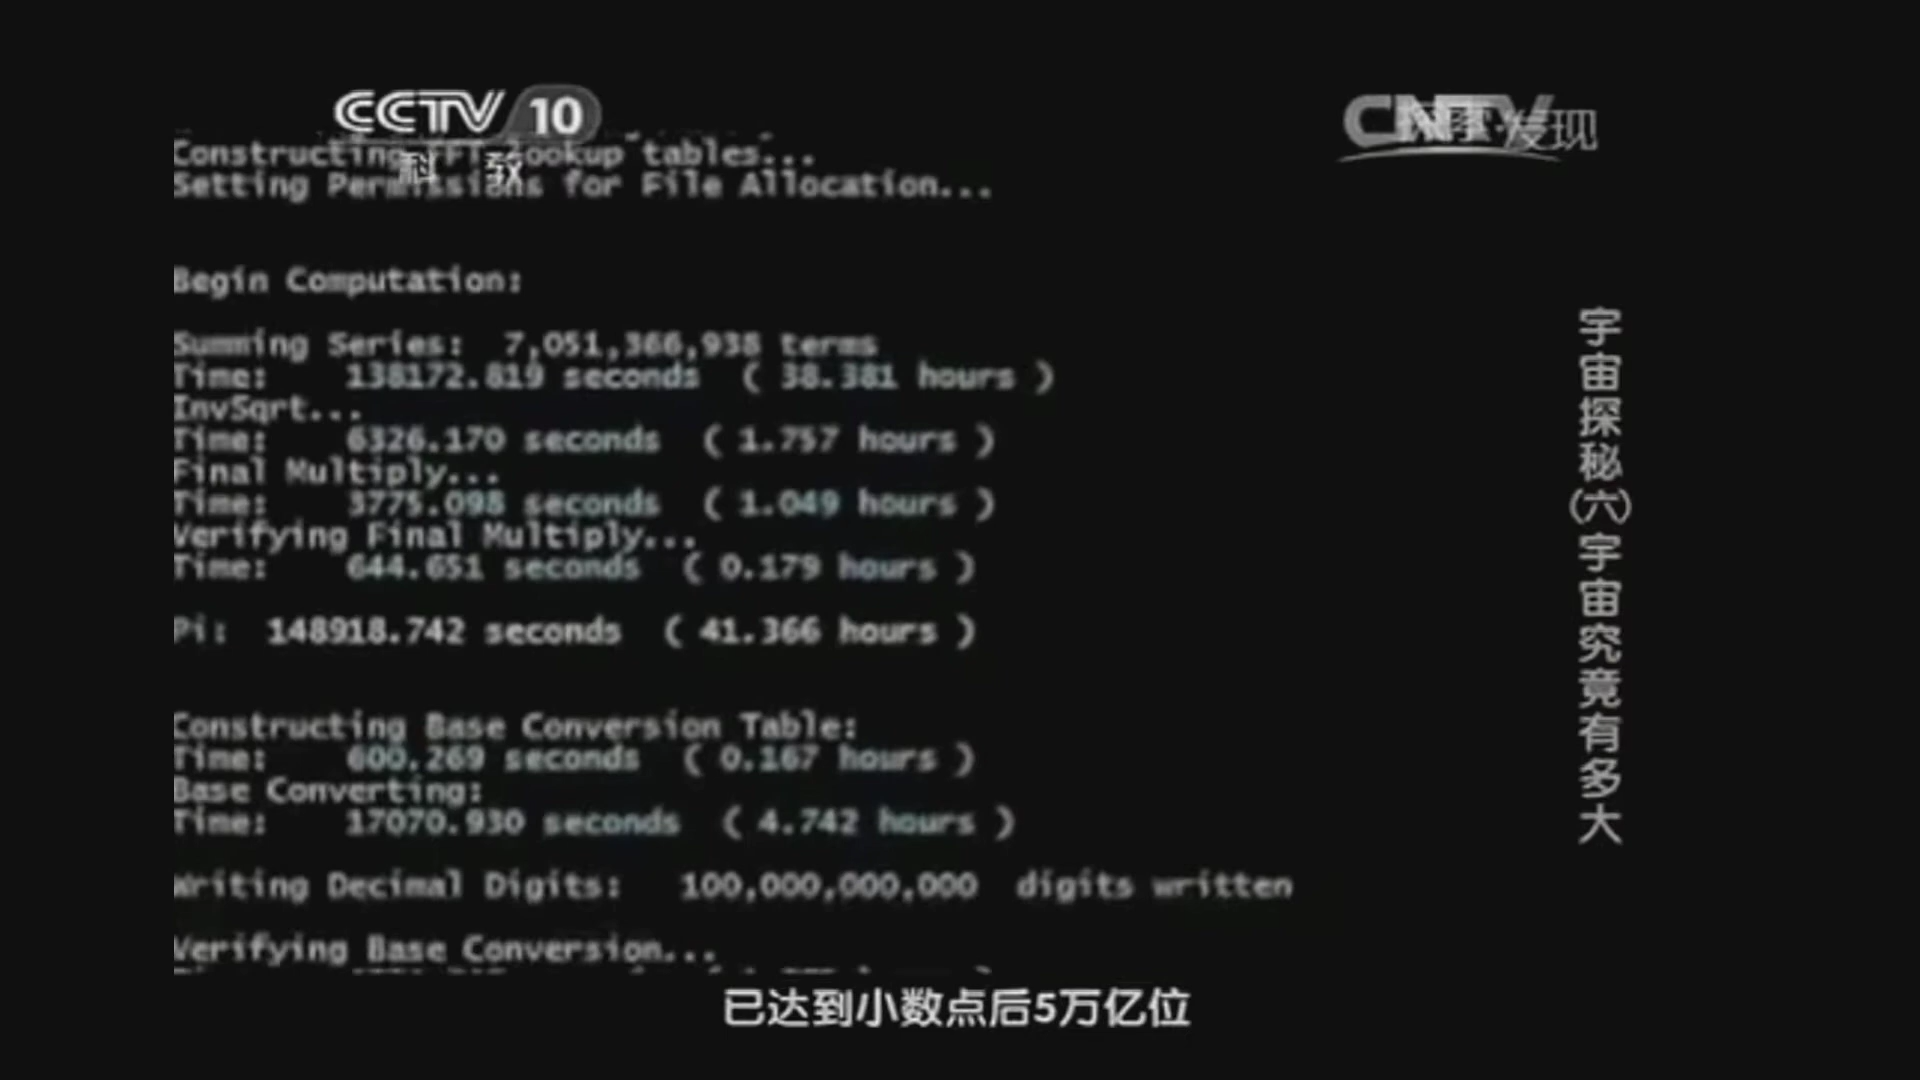 CCTV 10
科 教
CNTV
探索·发现
Constructing FFT lookup tables...
Setting Permissions for File Allocation...
Begin Computation:
Summing Series: 7,051,366,938 terms
Time: 138172.819 seconds ( 38.381 hours )
InvSqrt...
Time: 6326.170 seconds ( 1.757 hours )
Final Multiply...
Time: 3775.098 seconds ( 1.049 hours )
Verifying Final Multiply...
Time: 644.651 seconds ( 0.179 hours )
Pi: 148918.742 seconds ( 41.366 hours )
Constructing Base Conversion Table:
Time: 600.269 seconds ( 0.167 hours )
Base Converting:
Time: 17070.930 seconds ( 4.742 hours )
Writing Decimal Digits: 100,000,000,000 digits written
Verifying Base Conversion...
宇宙探秘(六)宇宙究竟有多大
已达到小数点后5万亿位